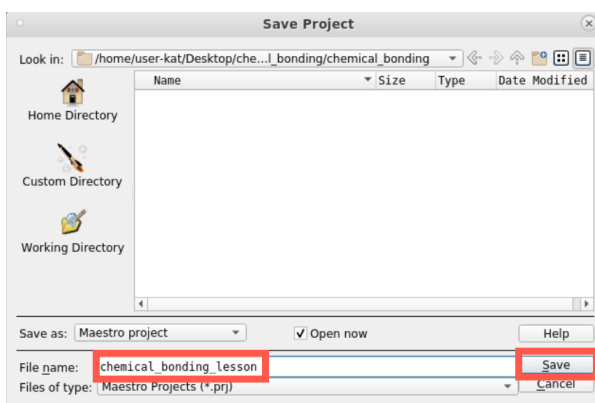 Save Project
Look in: /home/user-kat/Desktop/che...l_bonding/chemical_bonding
Name Size Type Date Modified
Home Directory
Custom Directory
Working Directory
Save as: Maestro project Open now Help
File name: chemical_bonding_lesson Save
Files of type: Maestro Projects (*.prj) Cancel